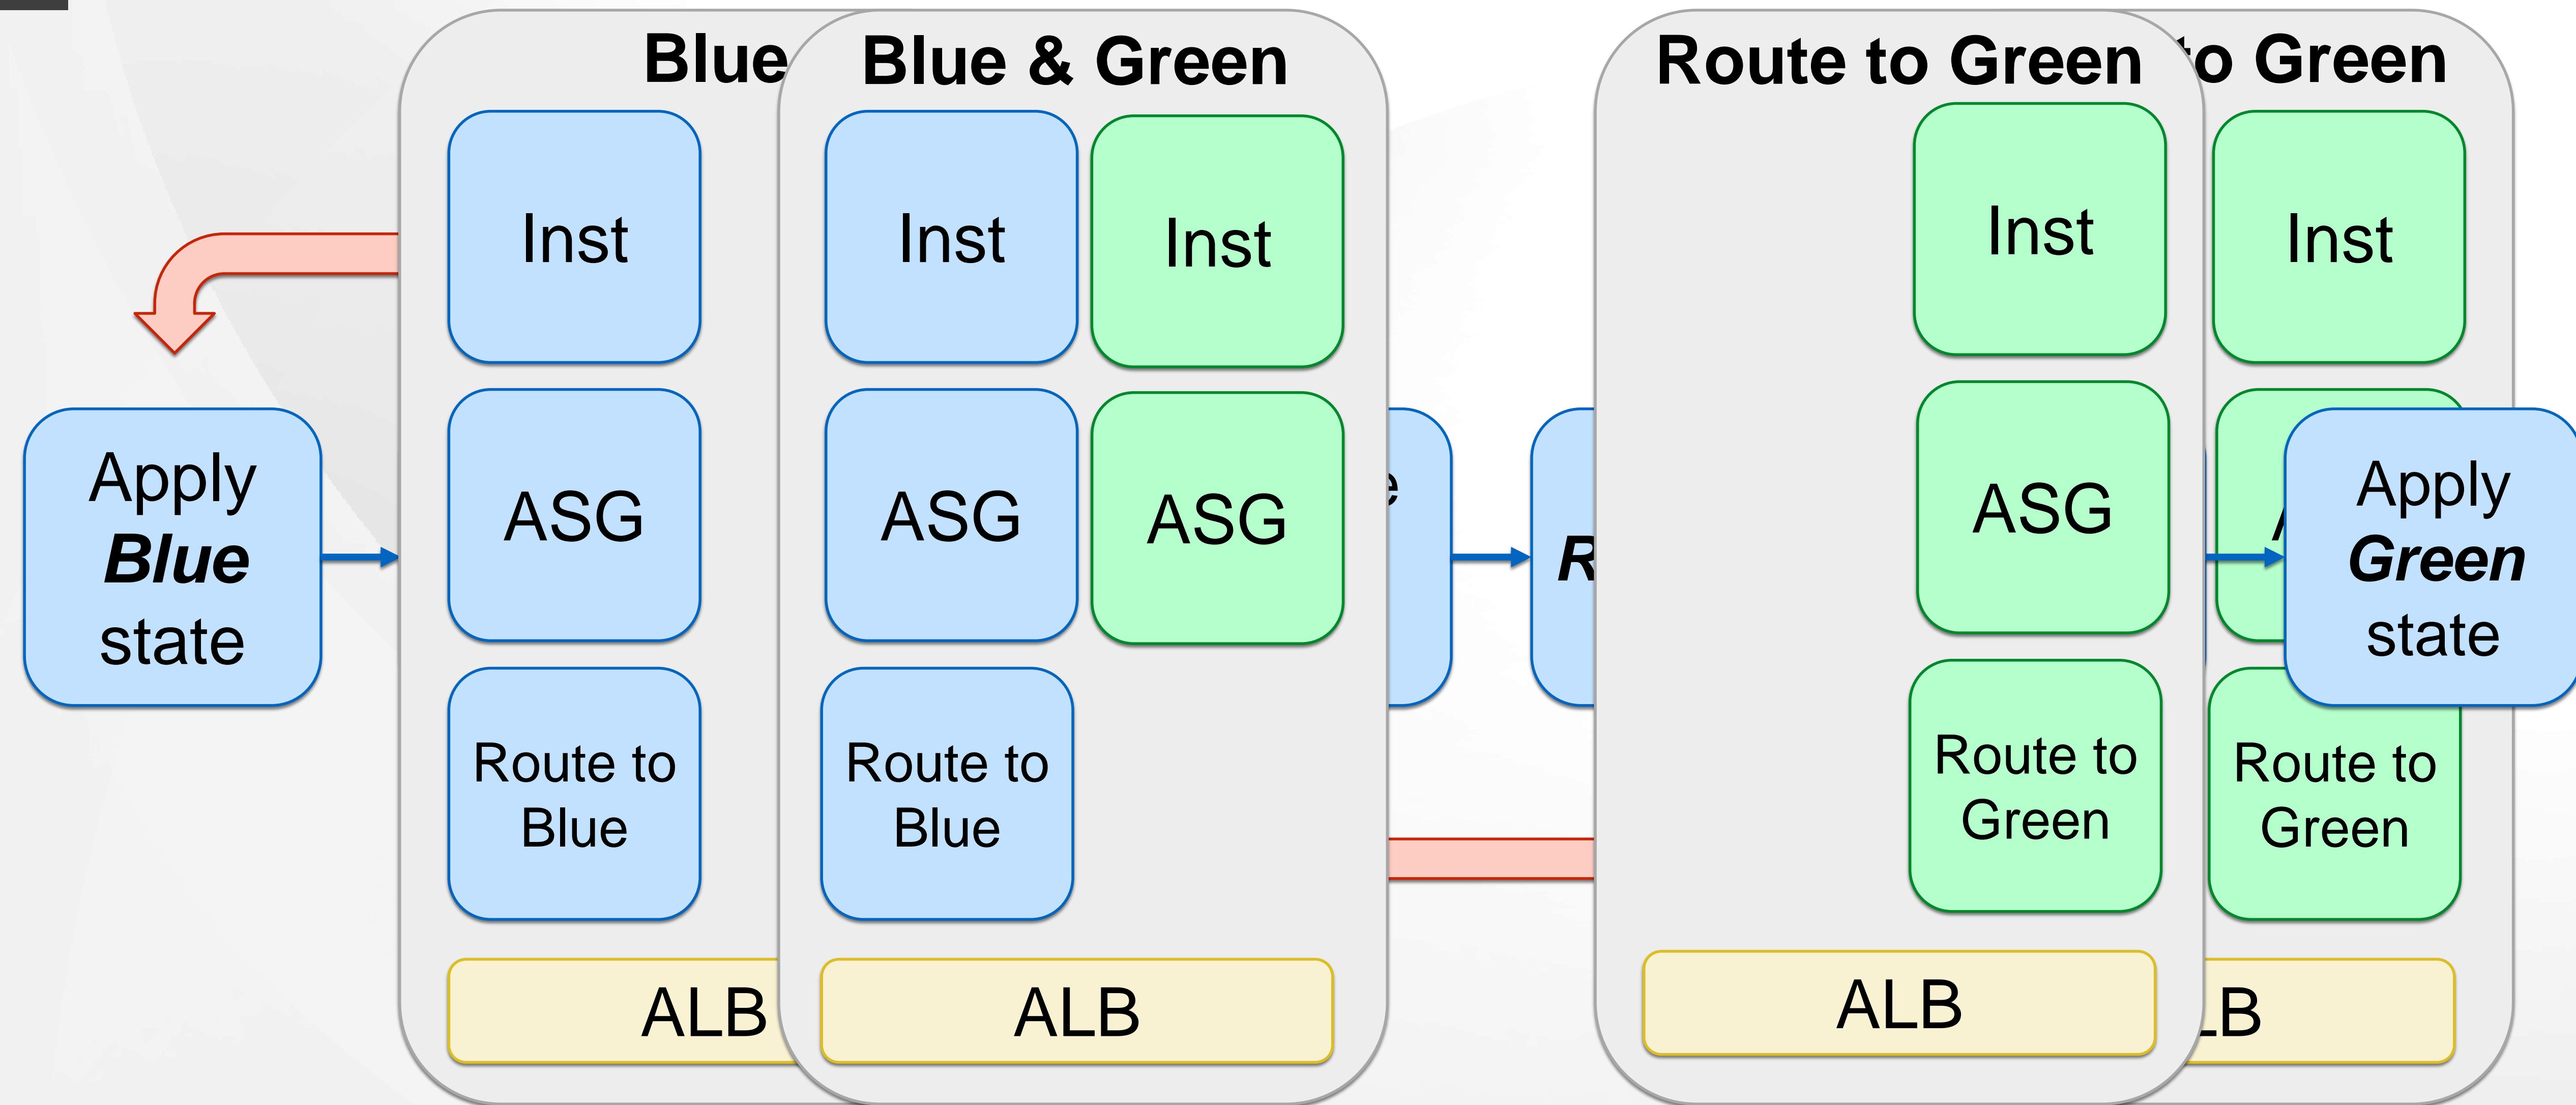 Blue
Blue & Green
Route to Green
to Green
Inst
Inst
Inst
Inst
Inst
Apply
Blue
state
ASG
ASG
ASG
ASG
Apply
Green
state
Route to
Blue
Route to
Blue
Route to
Green
Route to
Green
ALB
ALB
ALB